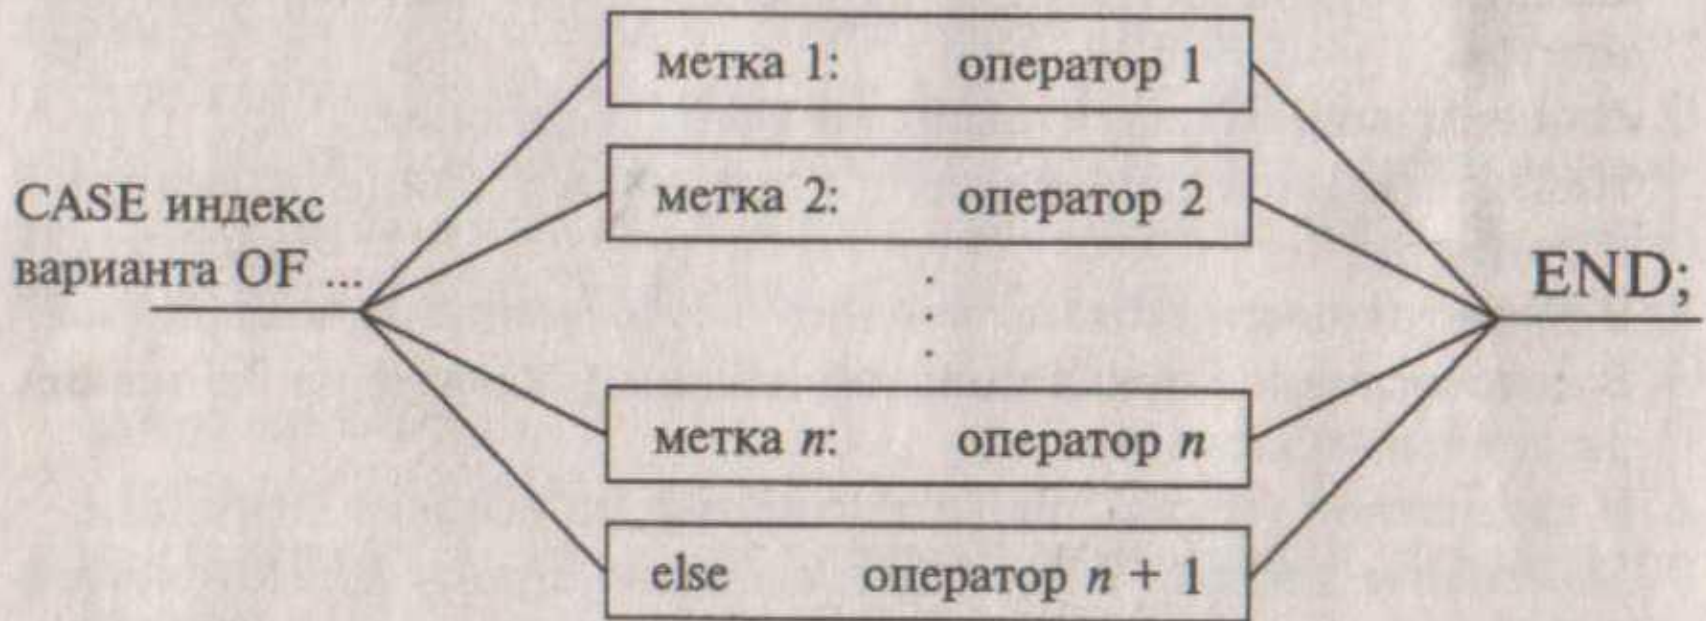 метка 1: оператор 1
метка 2: оператор 2
CASE индекс
варианта OF ...
END;
метка n: оператор n
else оператор n + 1